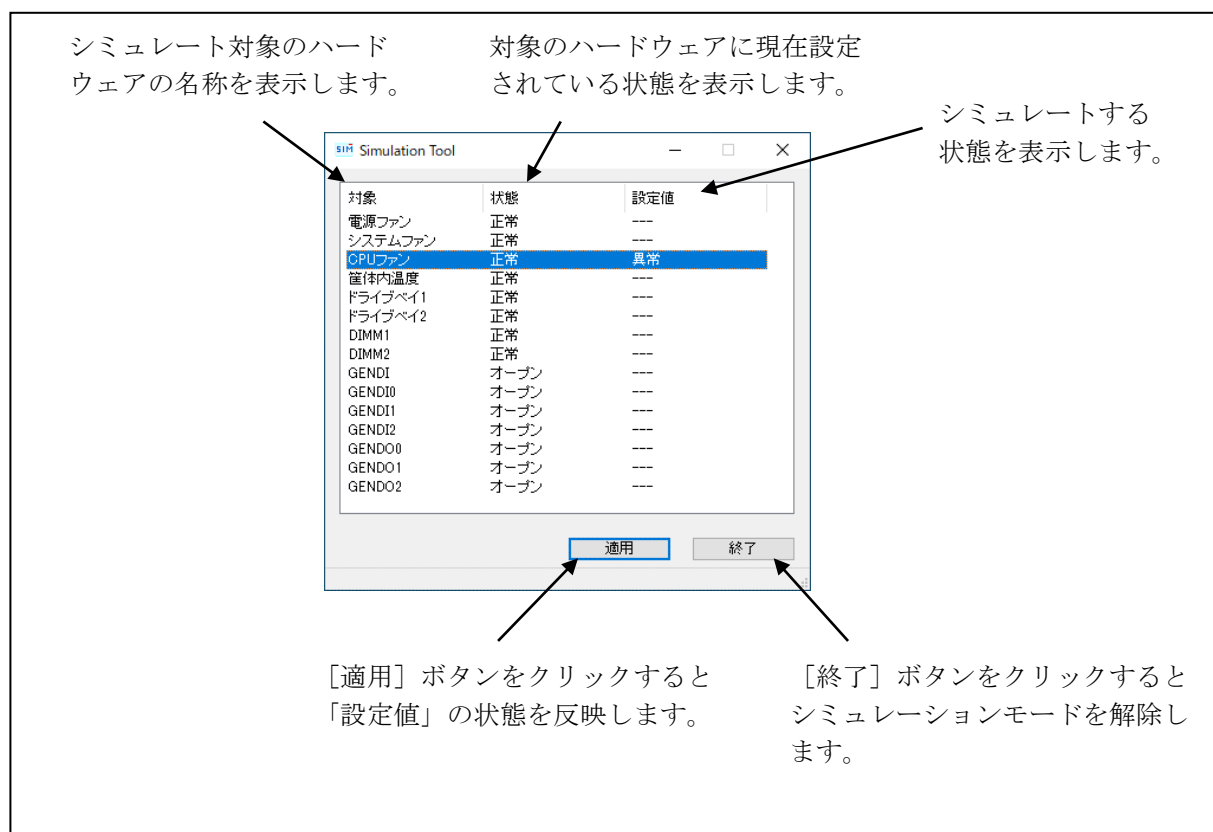 シミュレート対象のハード
ウェアの名称を表示します。
対象のハードウェアに現在設定
されている状態を表示します。
シミュレートする
状態を表示します。
SIM Simulation Tool
対象 状態 設定値
電源ファン 正常 ---
システムファン 正常 ---
CPUファン 正常 異常
筐体内温度 正常 ---
ドライブベイ1 正常 ---
ドライブベイ2 正常 ---
DIMM1 正常 ---
DIMM2 正常 ---
GENDI オープン ---
GENDI0 オープン ---
GENDI1 オープン ---
GENDI2 オープン ---
GENDO0 オープン ---
GENDO1 オープン ---
GENDO2 オープン ---
適用 終了
[適用] ボタンをクリックすると
「設定値」の状態を反映します。
[終了] ボタンをクリックすると
シミュレーションモードを解除し
ます。